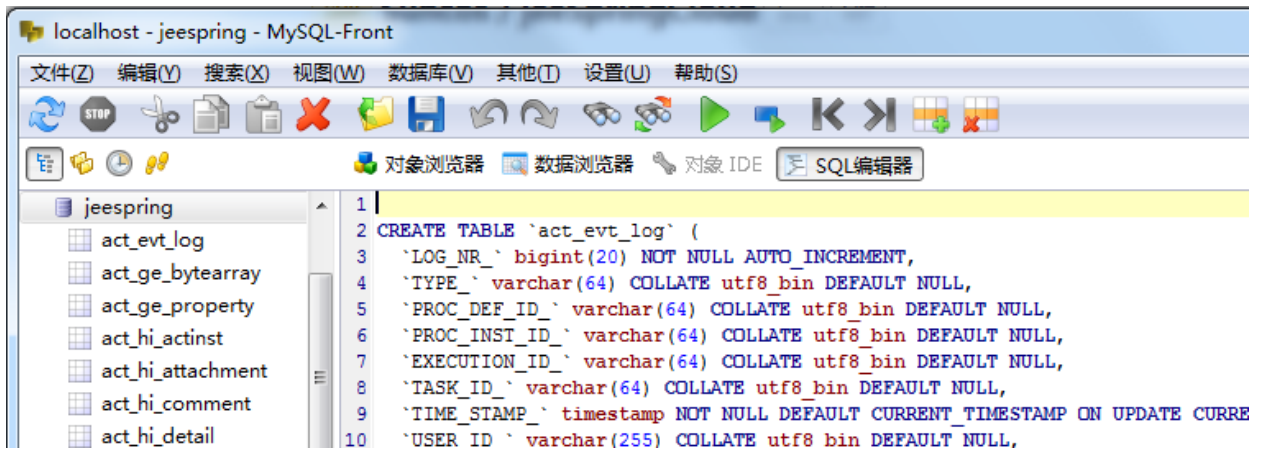 localhost - jeespring - MySQL-Front
文件(Z) 编辑(Y) 搜索(X) 视图(W) 数据库(V) 其他(T) 设置(U) 帮助(S)
STOP
对象浏览器 数据浏览器 对象 IDE SQL编辑器
jeespring
act_evt_log
act_ge_bytearray
act_ge_property
act_hi_actinst
act_hi_attachment
act_hi_comment
act_hi_detail
1
2 CREATE TABLE `act_evt_log` (
3 `LOG_NR_` bigint(20) NOT NULL AUTO_INCREMENT,
4 `TYPE_` varchar(64) COLLATE utf8_bin DEFAULT NULL,
5 `PROC_DEF_ID_` varchar(64) COLLATE utf8_bin DEFAULT NULL,
6 `PROC_INST_ID_` varchar(64) COLLATE utf8_bin DEFAULT NULL,
7 `EXECUTION_ID_` varchar(64) COLLATE utf8_bin DEFAULT NULL,
8 `TASK_ID_` varchar(64) COLLATE utf8_bin DEFAULT NULL,
9 `TIME_STAMP_` timestamp NOT NULL DEFAULT CURRENT_TIMESTAMP ON UPDATE CURRE
10 `USER_ID_` varchar(255) COLLATE utf8_bin DEFAULT NULL,